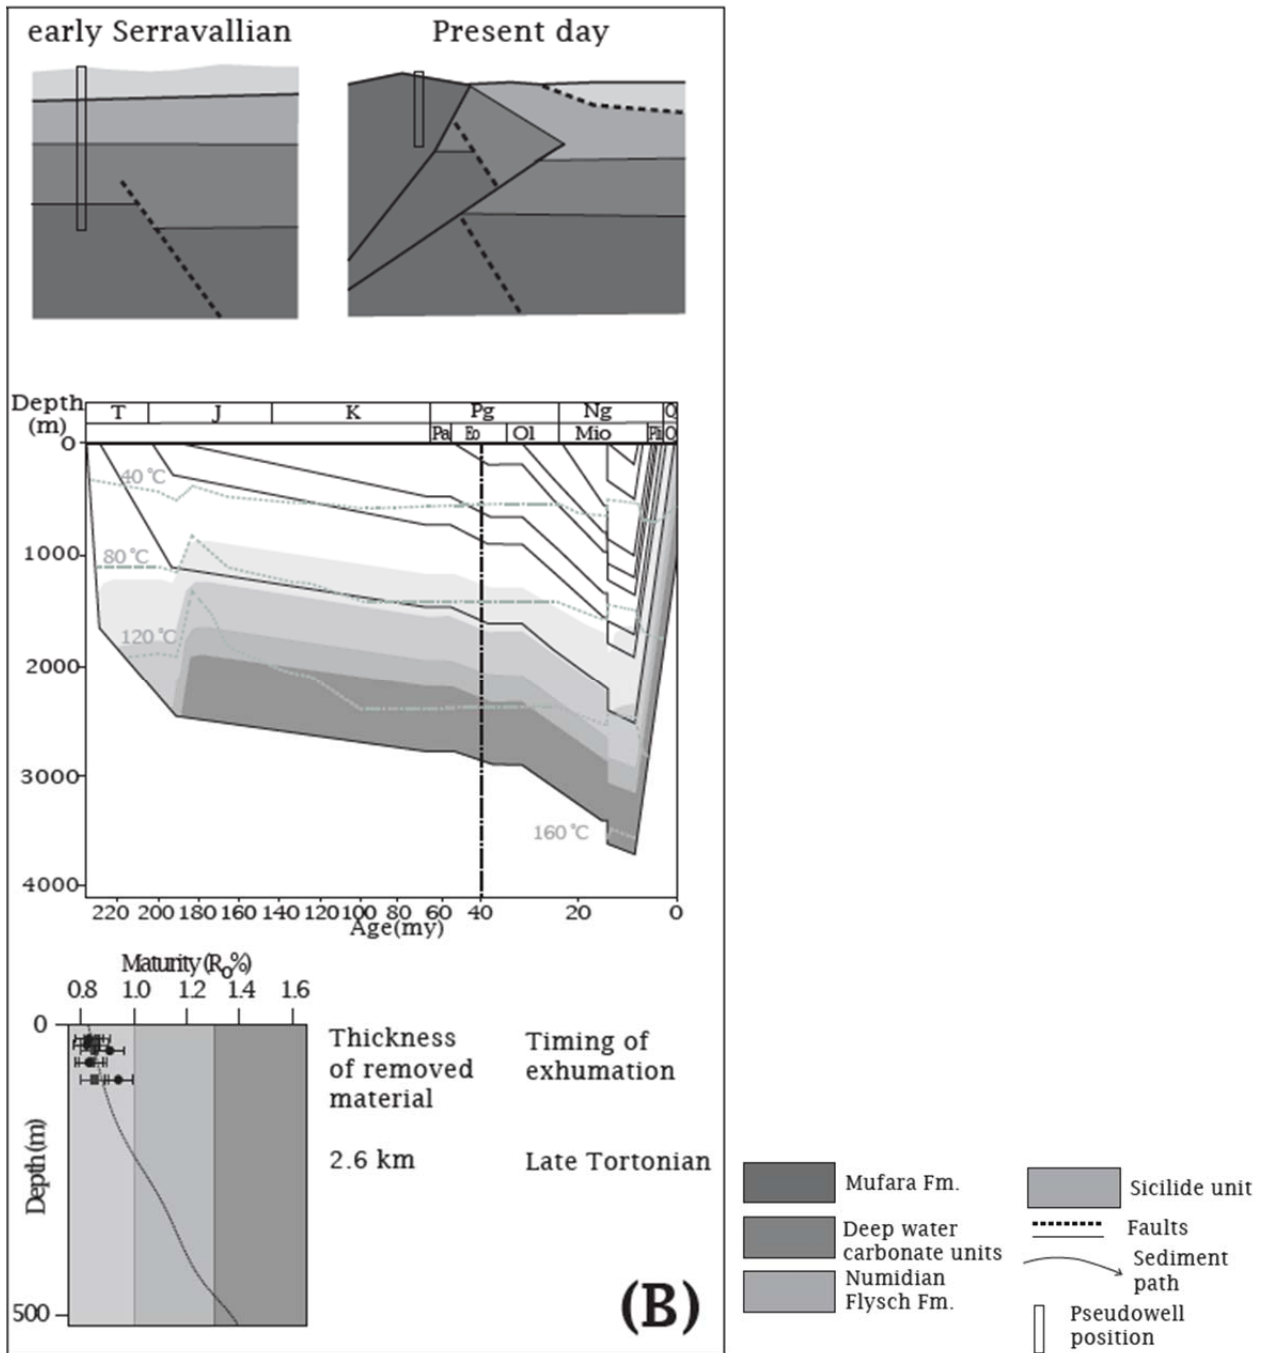 early Serravallian
Present day
Depth
(m)
T J K Pg Ng Q
Pa Eo Ol Mio Pli Q
0
40 °C
1000
80 °C
120 °C
2000
3000
160 °C
4000
220 200 180 160 140 120 100 80 60 40 20 0
Age(my)
Maturity (Ro%)
0.8 1.0 1.2 1.4 1.6
0
Depth (m)
500
Thickness
of removed
material
2.6 km
Timing of
exhumation
Late Tortonian
(B)
Mufara Fm.
Deep water
carbonate units
Numidian
Flysch Fm.
Sicilide unit
Faults
Sediment
path
Pseudowell
position